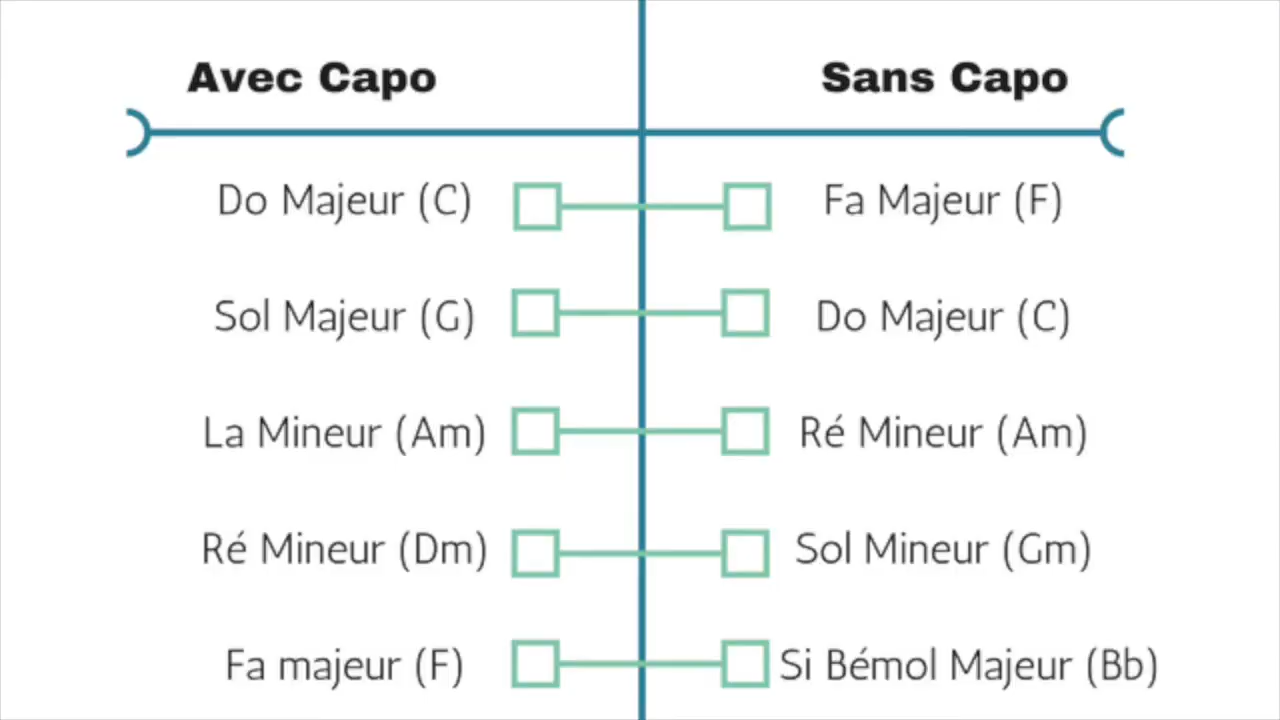 Avec Capo
Sans Capo
Do Majeur (C)
Fa Majeur (F)
Sol Majeur (G)
Do Majeur (C)
La Mineur (Am)
Ré Mineur (Am)
Ré Mineur (Dm)
Sol Mineur (Gm)
Fa majeur (F)
Si Bémol Majeur (Bb)